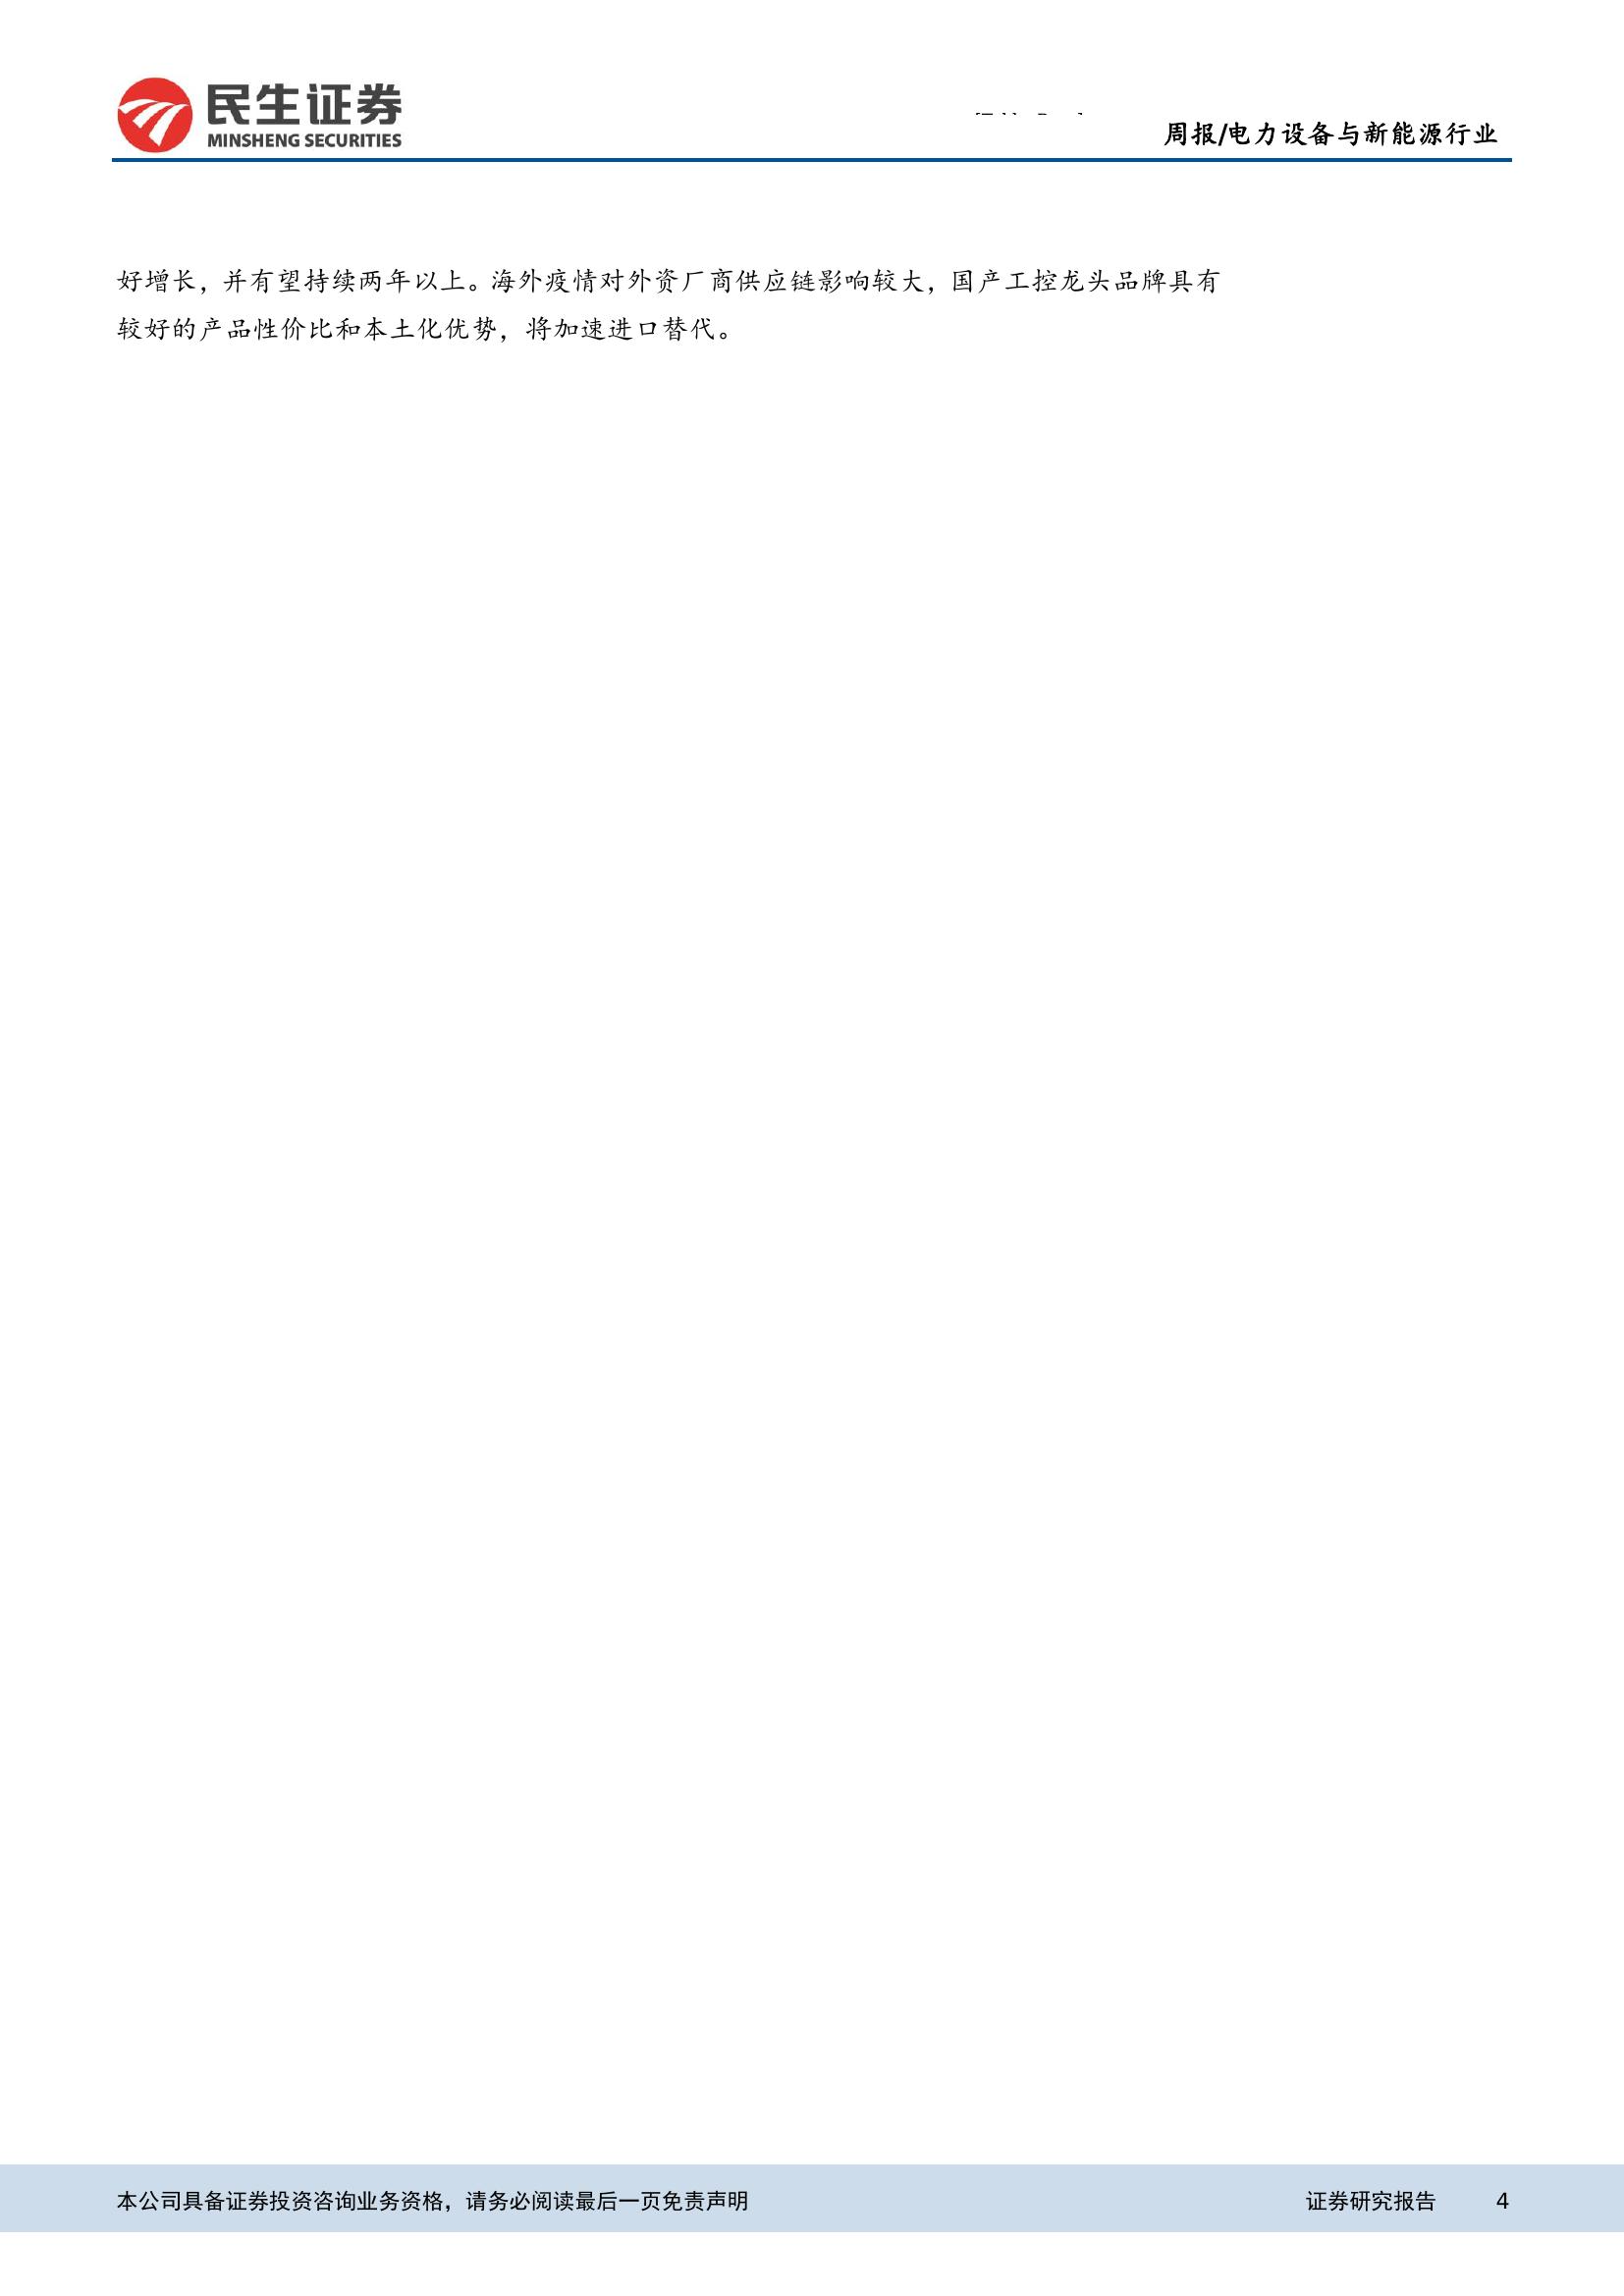 民生证券
MINSHENG SECURITIES
周报/电力设备与新能源行业
好增长，并有望持续两年以上。海外疫情对外资厂商供应链影响较大，国产工控龙头品牌具有
较好的产品性价比和本土化优势，将加速进口替代。
本公司具备证券投资咨询业务资格，请务必阅读最后一页免责声明
证券研究报告 4